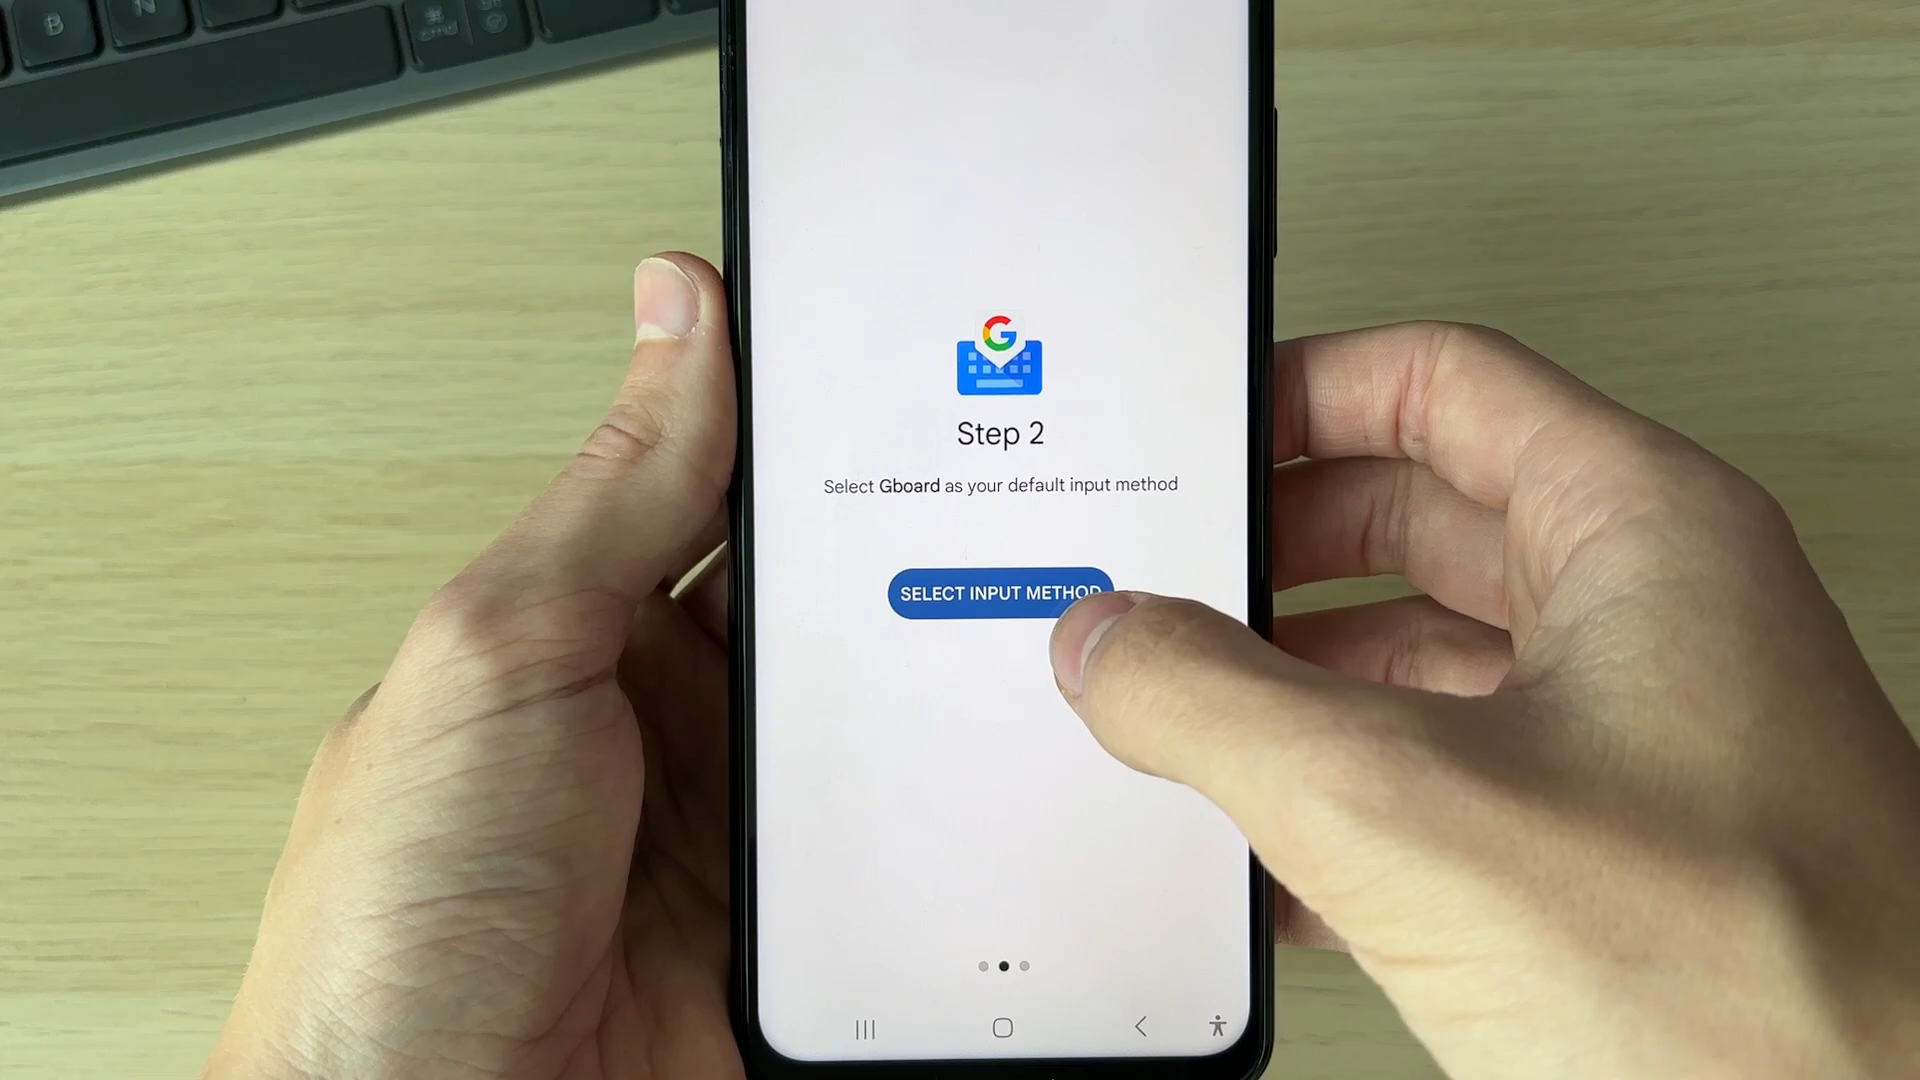 B N
G
Step 2
Select Gboard as your default input method
SELECT INPUT METHOD